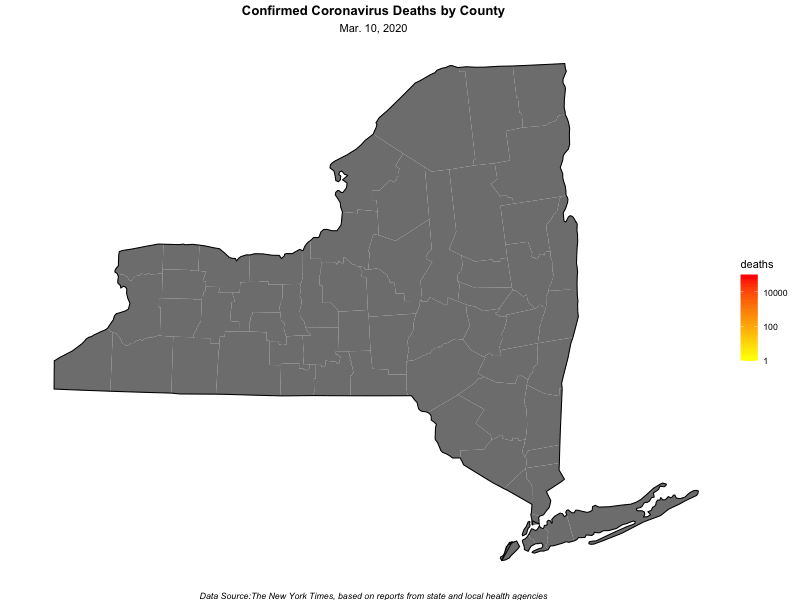 Confirmed Coronavirus Deaths by County
Mar. 10, 2020
deaths
10000
100
1
Data Source:The New York Times, based on reports from state and local health agencies